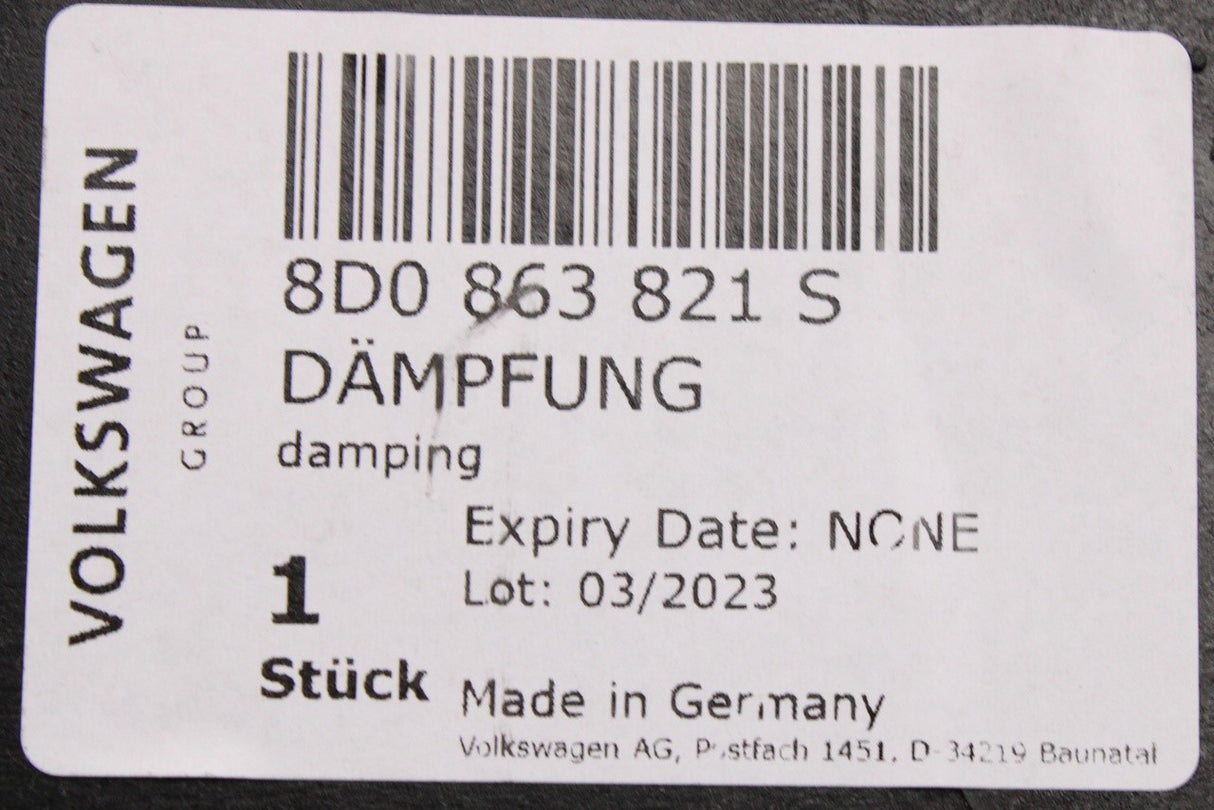 VOLKSWAGEN
GROUP
8D0 863 821 S
DÄMPFUNG
damping
Expiry Date: NONE
Lot: 03/2023
1
Stück
Made in Germany
Volkswagen AG, Postfach 1451, D-34219 Baunatal